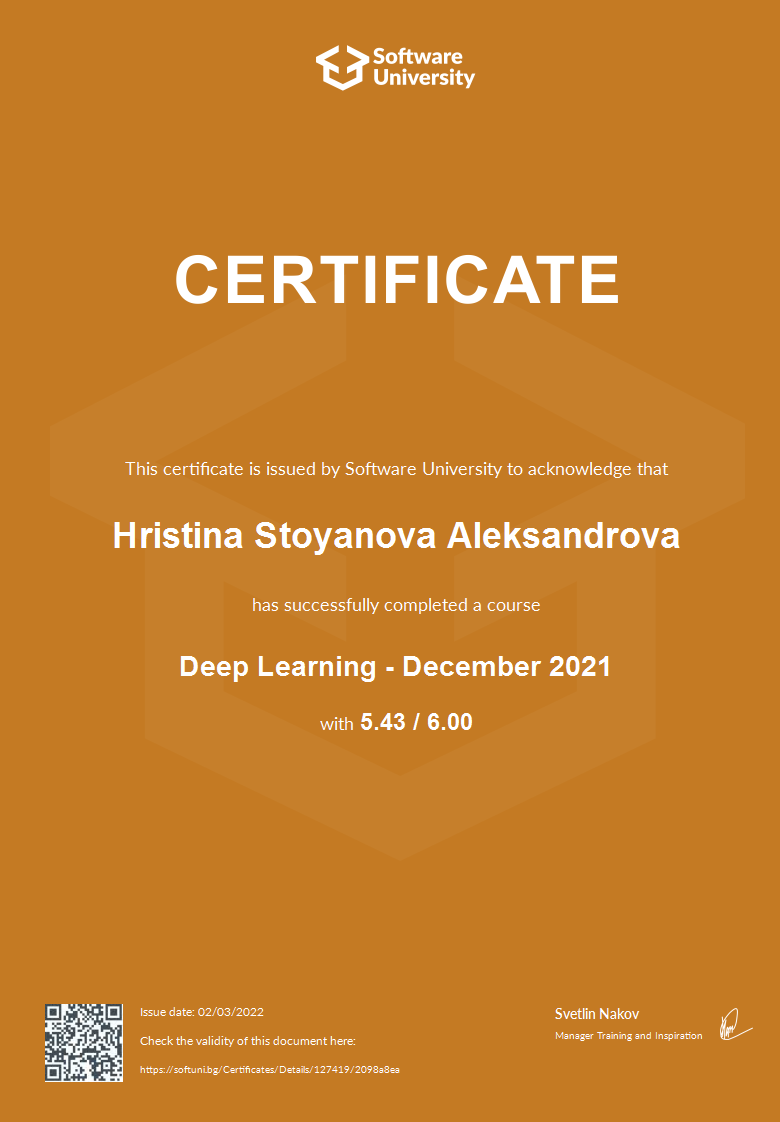 Software
University
CERTIFICATE
This certificate is issued by Software University to acknowledge that
Hristina Stoyanova Aleksandrova
has successfully completed a course
Deep Learning - December 2021
with 5.43 / 6.00
Issue date: 02/03/2022
Check the validity of this document here:
https://softuni.bg/Certificates/Details/127419/2098a8ea
Svetlin Nakov
Manager Training and Inspiration